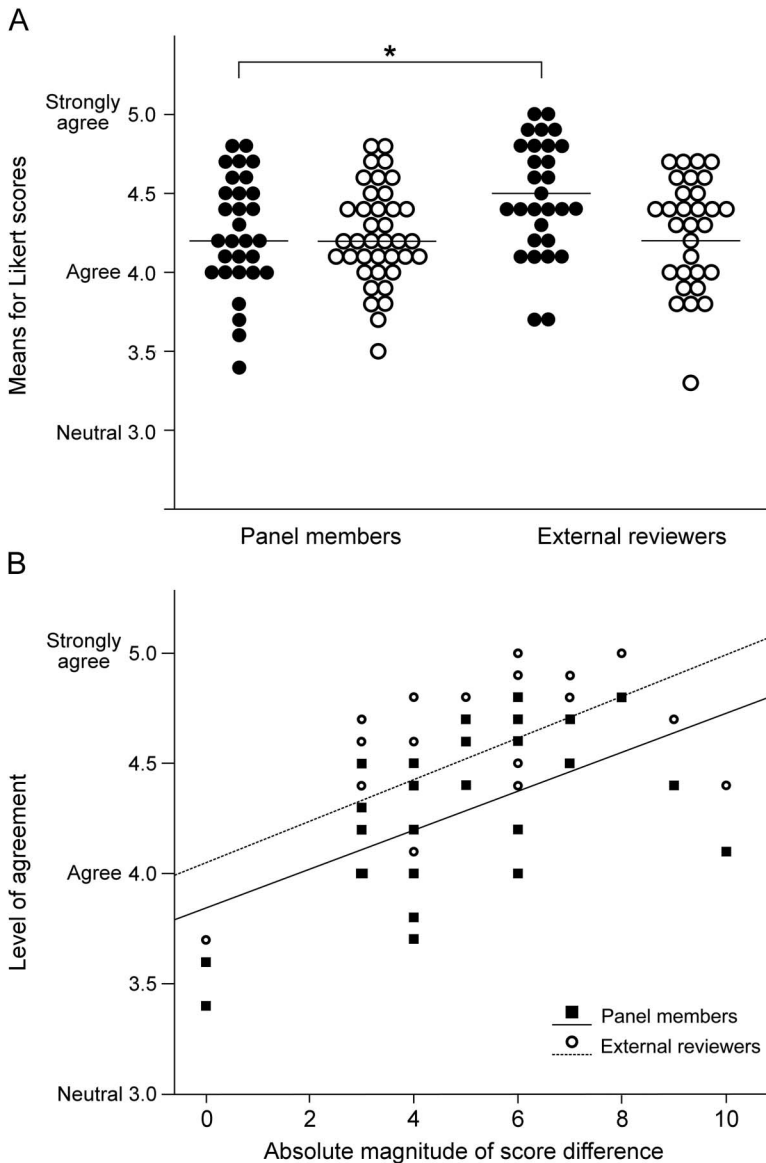 A
*
Strongly
agree 5.0
4.5
Agree 4.0
3.5
Neutral 3.0
Means for Likert scores
Panel members External reviewers
B
Strongly
agree 5.0
4.5
Agree 4.0
3.5
Neutral 3.0
Level of agreement
Panel members
External reviewers
0 2 4 6 8 10
Absolute magnitude of score difference